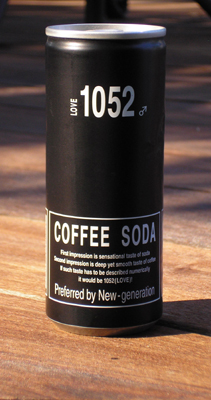 LOVE 1052 ♂
COFFEE SODA
First Impression is sensational taste of soda
Second impression is deep yet smooth taste of coffee
If such taste has to be described numerically
it would be 1052(LOVE)!
Preferred by New-generation